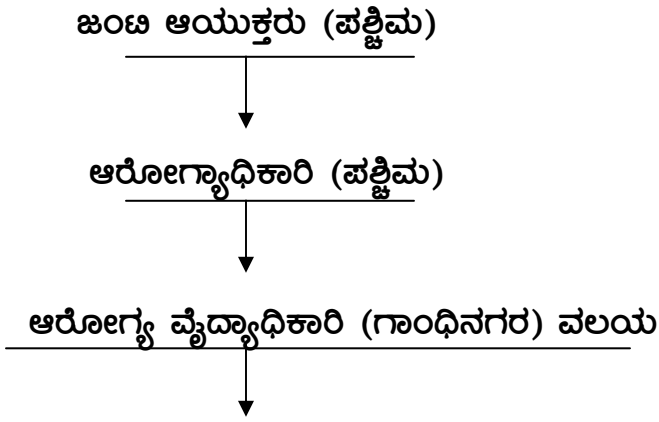 ಜಂಟಿ ಆಯುಕ್ತರು (ಪಶ್ಚಿಮ)
ಆರೋಗ್ಯಾಧಿಕಾರಿ (ಪಶ್ಚಿಮ)
ಆರೋಗ್ಯ ವೈದ್ಯಾಧಿಕಾರಿ (ಗಾಂಧಿನಗರ) ವಲಯ